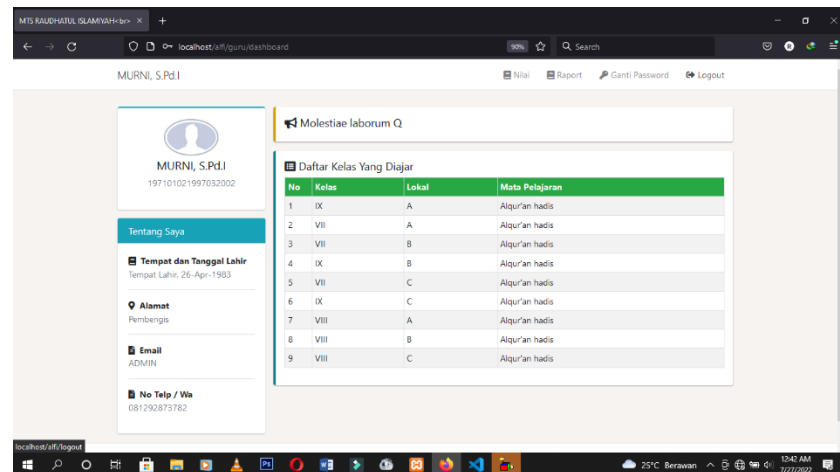 MTS RAUDHATUL ISLAMIYAH<br>
localhost/alfi/guru/dashboard
90%
Search
MURNI, S.Pd.I
Nilai
Raport
Ganti Password
Logout
MURNI, S.Pd.I
197101021997032002
Tentang Saya
Tempat dan Tanggal Lahir
Tempat Lahir, 26-Apr-1983
Alamat
Pembengis
Email
ADMIN
No Telp / Wa
081292873782
Molestiae laborum Q
Daftar Kelas Yang Diajar
No Kelas Lokal Mata Pelajaran
1 IX A Alqur'an hadis
2 VII A Alqur'an hadis
3 VII B Alqur'an hadis
4 IX B Alqur'an hadis
5 VII C Alqur'an hadis
6 IX C Alqur'an hadis
7 VIII A Alqur'an hadis
8 VIII B Alqur'an hadis
9 VIII C Alqur'an hadis
localhost/alfi/logout
25°C Berawan
12:42 AM
7/27/2022